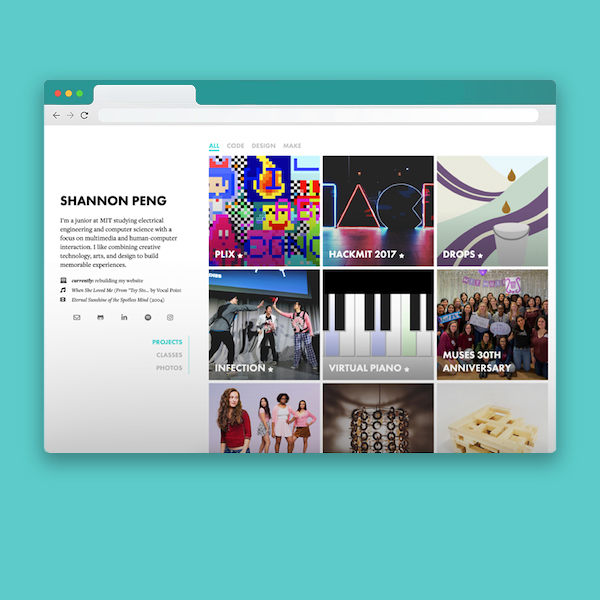 ALL CODE DESIGN MAKE
SHANNON PENG
I'm a junior at MIT studying electrical
engineering and computer science with a
focus on multimedia and human-computer
interaction. I like combining creative
technology, arts, and design to build
memorable experiences.
currently: rebuilding my website
When She Loved Me (From "Toy Sto... by Vocal Point
Eternal Sunshine of the Spotless Mind (2004)
PROJECTS
CLASSES
PHOTOS
PLIX ★
HACKMIT 2017 ★
DROPS ★
INFECTION ★
VIRTUAL PIANO ★
MUSES 30TH
ANNIVERSARY